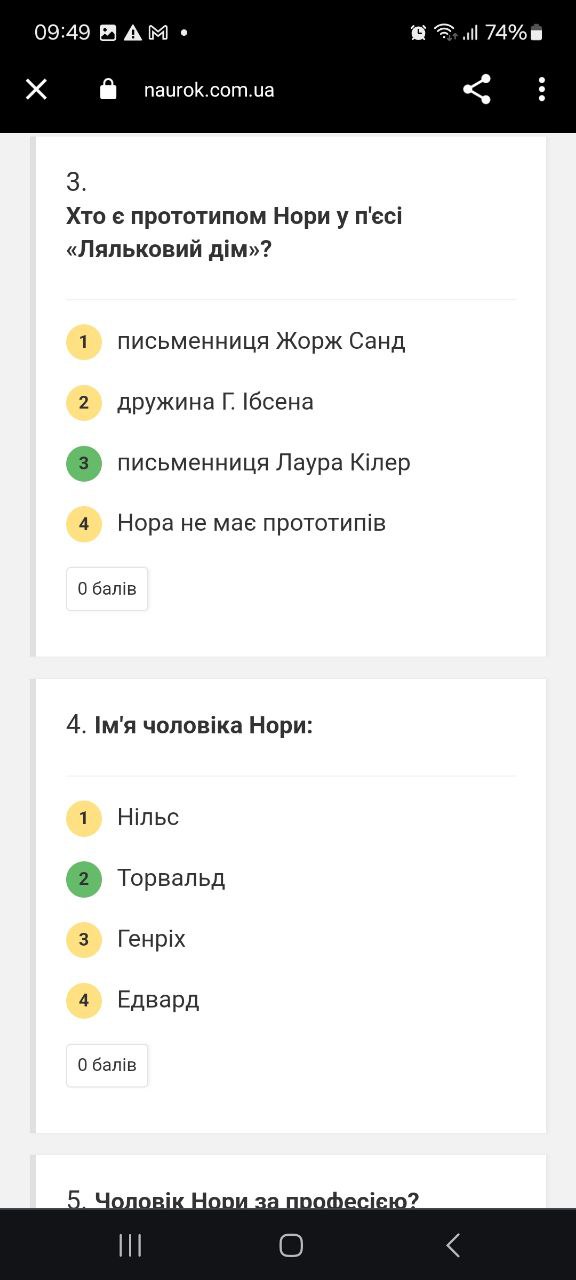 09:49 74%
naurok.com.ua
3.
Хто є прототипом Нори у п'єсі
«Ляльковий дім»?
1 письменниця Жорж Санд
2 дружина Г. Ібсена
3 письменниця Лаура Кілер
4 Нора не має прототипів
0 балів
4. Ім'я чоловіка Нори:
1 Нільс
2 Торвальд
3 Генріх
4 Едвард
0 балів
5. Чоловік Нори за професією?